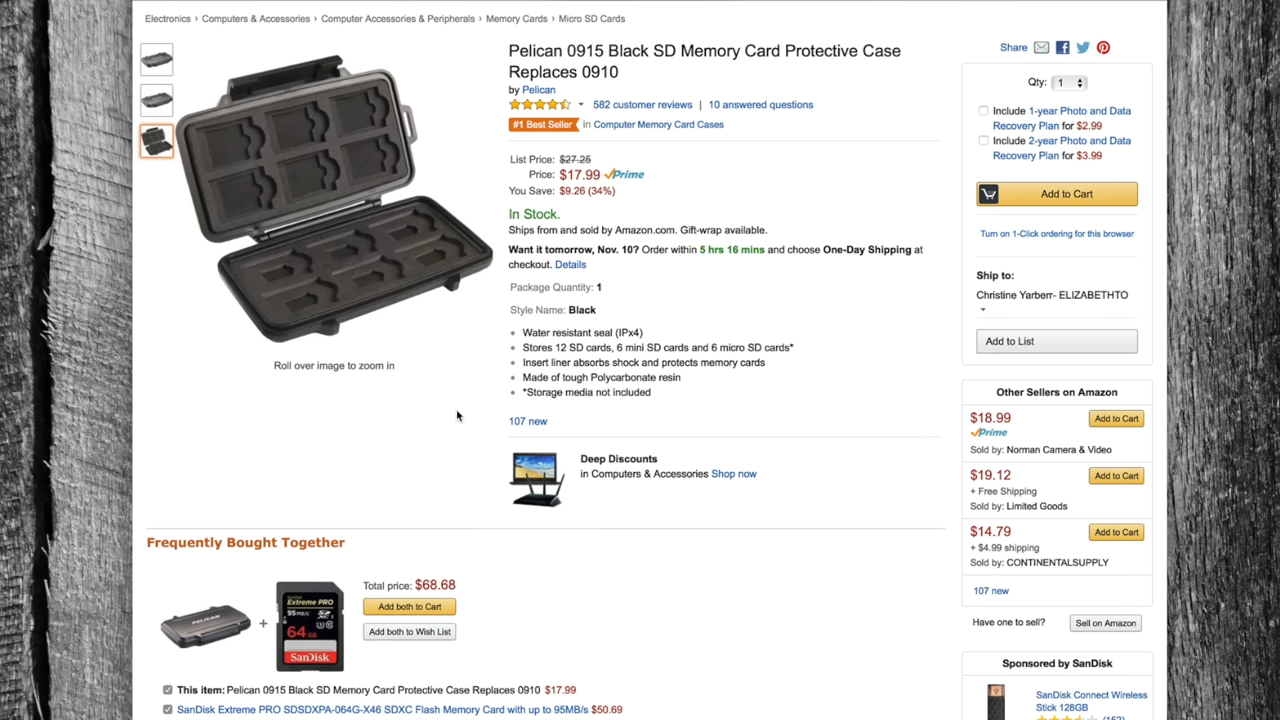 Electronics › Computers & Accessories › Computer Accessories & Peripherals › Memory Cards › Micro SD Cards
Pelican 0915 Black SD Memory Card Protective Case
Replaces 0910
by Pelican
582 customer reviews | 10 answered questions
#1 Best Seller in Computer Memory Card Cases
List Price: $27.25
Price: $17.99 Prime
You Save: $9.26 (34%)
In Stock.
Ships from and sold by Amazon.com. Gift-wrap available.
Want it tomorrow, Nov. 10? Order within 5 hrs 16 mins and choose One-Day Shipping at
checkout. Details
Package Quantity: 1
Style Name: Black
• Water resistant seal (IPx4)
• Stores 12 SD cards, 6 mini SD cards and 6 micro SD cards*
• Insert liner absorbs shock and protects memory cards
• Made of tough Polycarbonate resin
• *Storage media not included
107 new
Roll over image to zoom in
Deep Discounts
in Computers & Accessories Shop now
Share
Qty: 1
Include 1-year Photo and Data
Recovery Plan for $2.99
Include 2-year Photo and Data
Recovery Plan for $3.99
Add to Cart
Turn on 1-Click ordering for this browser
Ship to:
Christine Yarberr- ELIZABETHTO
Add to List
Other Sellers on Amazon
$18.99 Add to Cart
Prime
Sold by: Norman Camera & Video
$19.12 Add to Cart
+ Free Shipping
Sold by: Limited Goods
$14.79 Add to Cart
+ $4.99 shipping
Sold by: CONTINENTALSUPPLY
107 new
Have one to sell? Sell on Amazon
Sponsored by SanDisk
SanDisk Connect Wireless
Stick 128GB
Frequently Bought Together
PELICAN
+
SanDisk
Extreme PRO
95MB/s
64GB
SanDisk
Total price: $68.68
Add both to Cart
Add both to Wish List
This item: Pelican 0915 Black SD Memory Card Protective Case Replaces 0910 $17.99
SanDisk Extreme PRO SDSDXPA-064G-X46 SDXC Flash Memory Card with up to 95MB/s $50.69